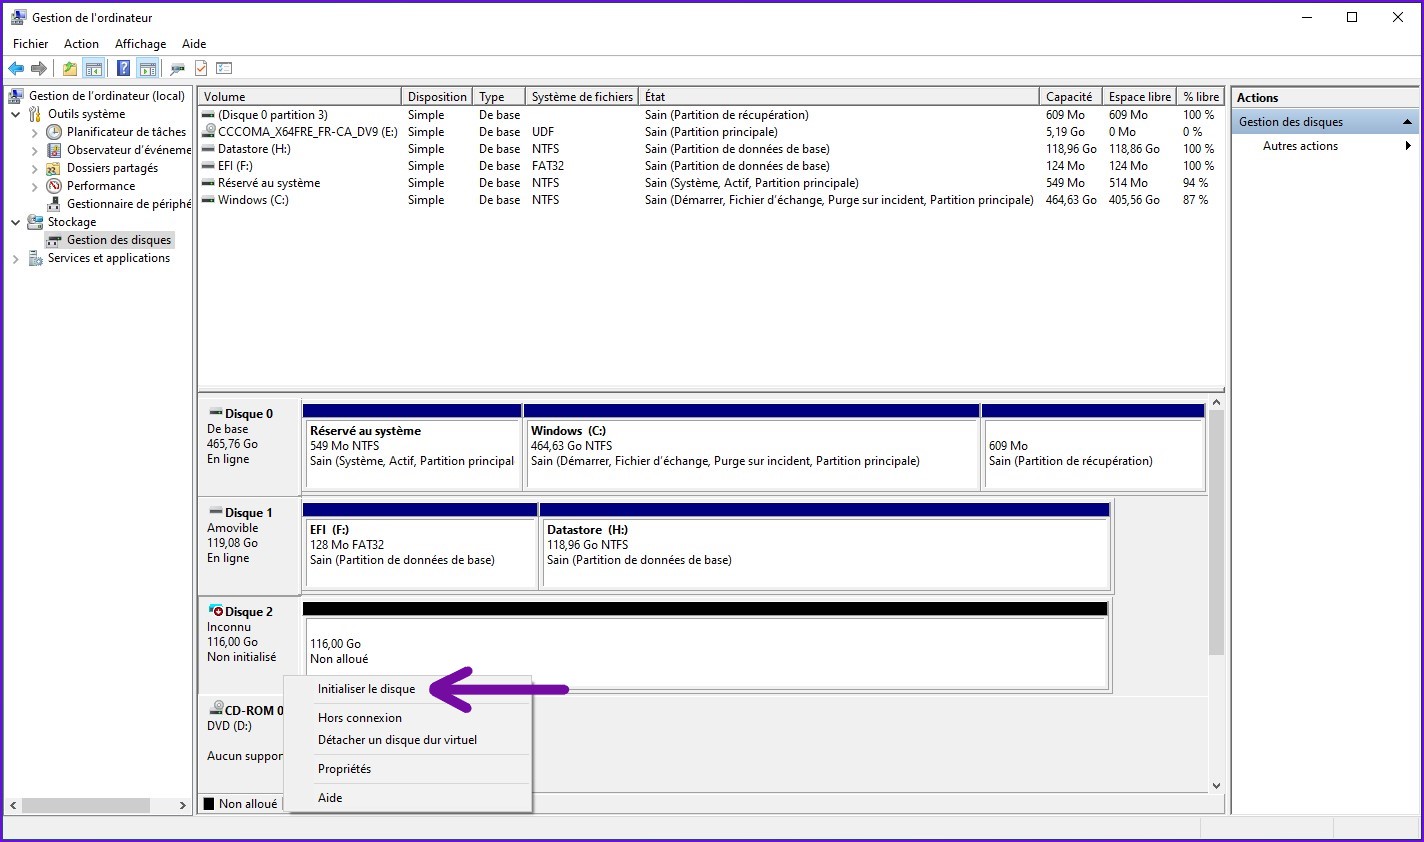 Gestion de l'ordinateur
Fichier Action Affichage Aide
Gestion de l'ordinateur (local)
Outils système
Planificateur de tâches
Observateur d'événeme
Dossiers partagés
Performance
Gestionnaire de périphé
Stockage
Gestion des disques
Services et applications
Volume Disposition Type Système de fichiers État Capacité Espace libre % libre
(Disque 0 partition 3) Simple De base Sain (Partition de récupération) 609 Mo 609 Mo 100 %
CCCOMA_X64FRE_FR-CA_DV9 (E:) Simple De base UDF Sain (Partition principale) 5,19 Go 0 Mo 0 %
Datastore (H:) Simple De base NTFS Sain (Partition de données de base) 118,96 Go 118,86 Go 100 %
EFI (F:) Simple De base FAT32 Sain (Partition de données de base) 124 Mo 124 Mo 100 %
Réservé au système Simple De base NTFS Sain (Système, Actif, Partition principale) 549 Mo 514 Mo 94 %
Windows (C:) Simple De base NTFS Sain (Démarrer, Fichier d'échange, Purge sur incident, Partition principale) 464,63 Go 405,56 Go 87 %
Actions
Gestion des disques
Autres actions
Disque 0
De base
465,76 Go
En ligne
Réservé au système
549 Mo NTFS
Sain (Système, Actif, Partition principal
Windows (C:)
464,63 Go NTFS
Sain (Démarrer, Fichier d'échange, Purge sur incident, Partition principale)
609 Mo
Sain (Partition de récupération)
Disque 1
Amovible
119,08 Go
En ligne
EFI (F:)
128 Mo FAT32
Sain (Partition de données de base)
Datastore (H:)
118,96 Go NTFS
Sain (Partition de données de base)
Disque 2
Inconnu
116,00 Go
Non initialisé
116,00 Go
Non alloué
CD-ROM 0
DVD (D:)
Aucun suppor
Initialiser le disque
Hors connexion
Détacher un disque dur virtuel
Propriétés
Aide
Non alloué